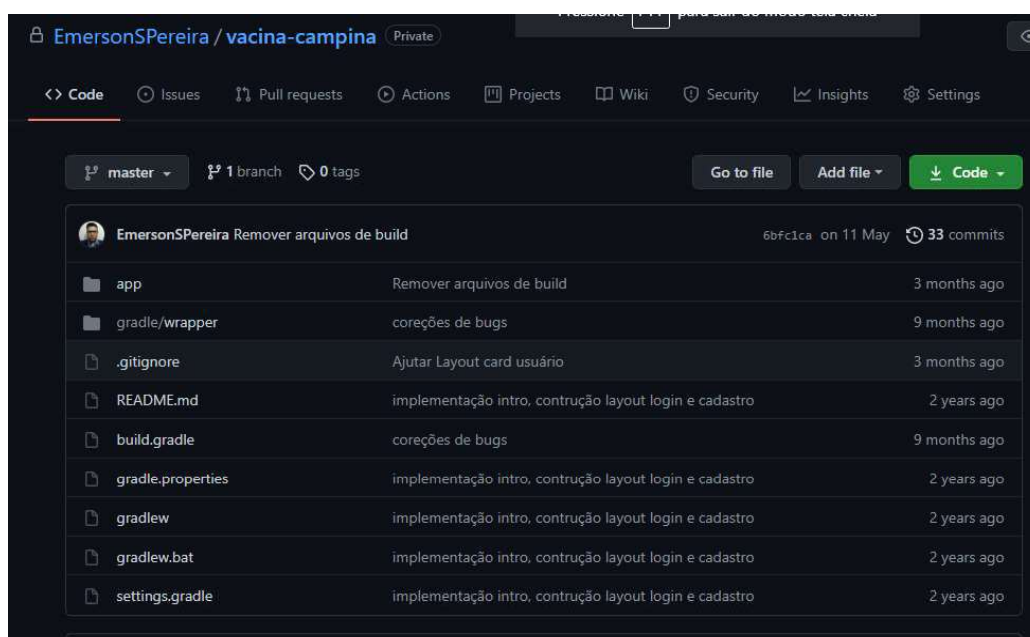 para sair do modo tela cheia
EmersonSPereira / vacina-campina Private
<> Code Issues Pull requests Actions Projects Wiki Security Insights Settings
master 1 branch 0 tags Go to file Add file Code
EmersonSPereira Remover arquivos de build 6bfc1ca on 11 May 33 commits
app Remover arquivos de build 3 months ago
gradle/wrapper coreções de bugs 9 months ago
.gitignore Ajutar Layout card usuário 3 months ago
README.md implementação intro, contrução layout login e cadastro 2 years ago
build.gradle coreções de bugs 9 months ago
gradle.properties implementação intro, contrução layout login e cadastro 2 years ago
gradlew implementação intro, contrução layout login e cadastro 2 years ago
gradlew.bat implementação intro, contrução layout login e cadastro 2 years ago
settings.gradle implementação intro, contrução layout login e cadastro 2 years ago